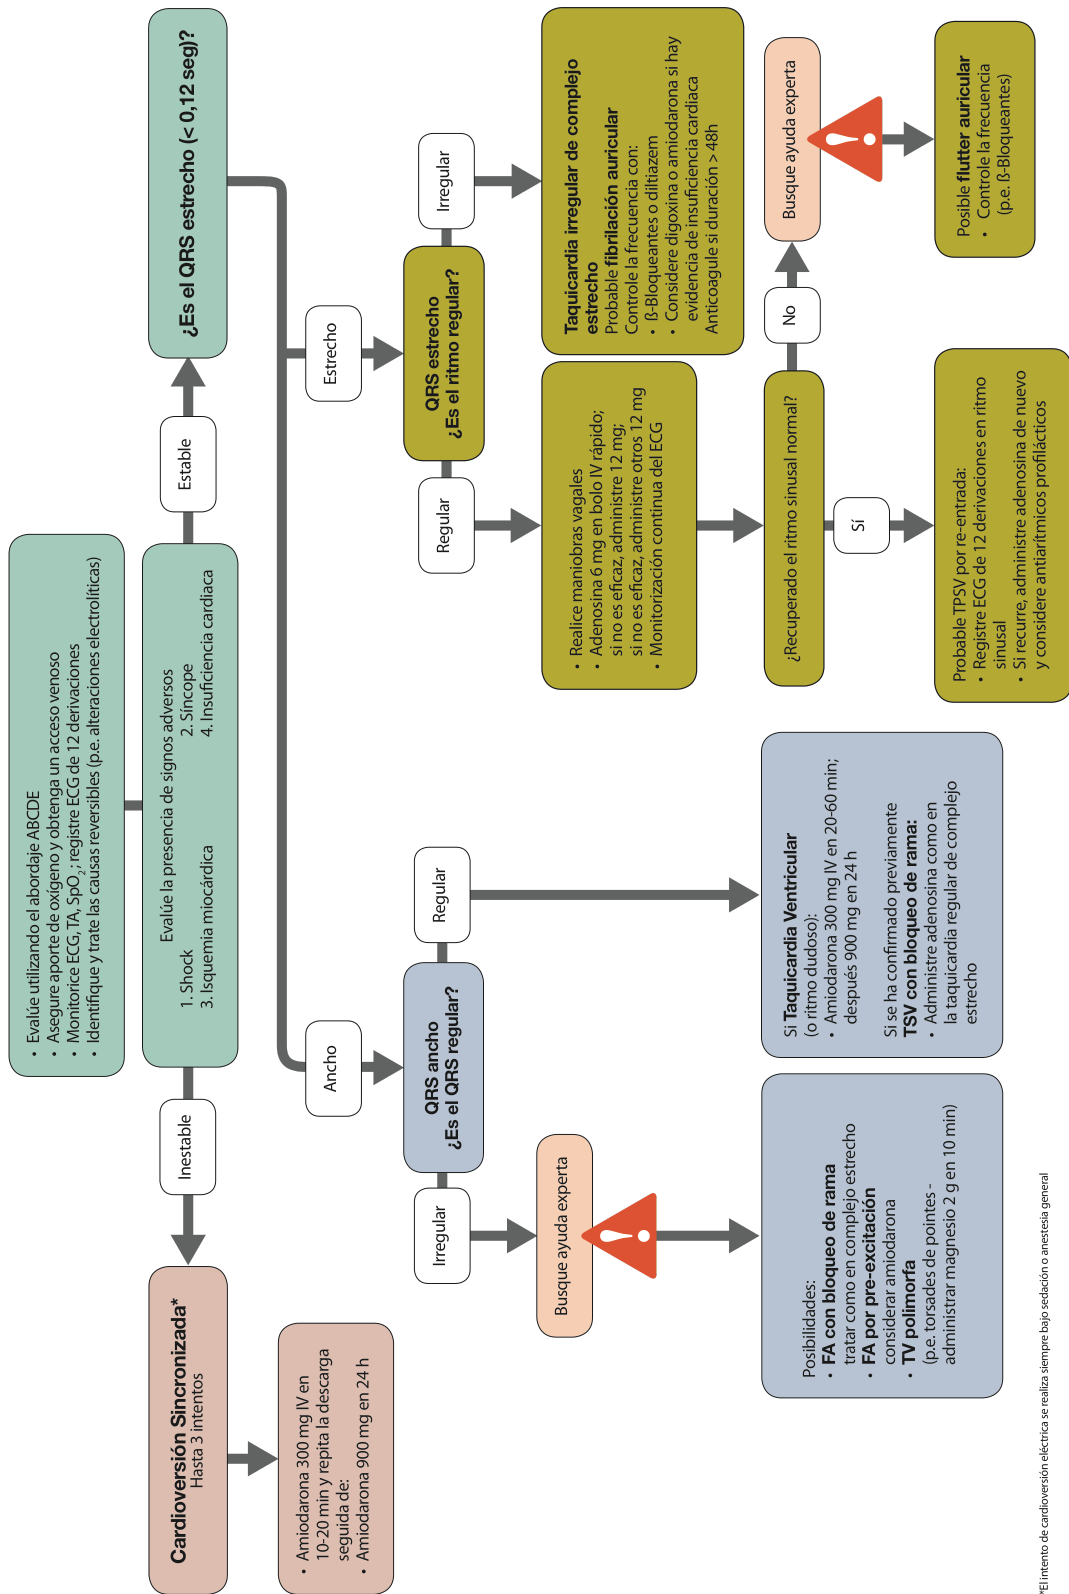 • Evalúe utilizando el abordaje ABCDE
• Asegure aporte de oxígeno y obtenga un acceso venoso
• Monitorice ECG, TA, SpO₂; registre ECG de 12 derivaciones
• Identifique y trate las causas reversibles (p.e. alteraciones electrolíticas)
Evalúe la presencia de signos adversos
1. Shock 2. Síncope
3. Isquemia miocárdica 4. Insuficiencia cardiaca
Inestable
Estable
Cardioversión Sincronizada*
Hasta 3 intentos
• Amiodarona 300 mg IV en
10-20 min y repita la descarga
seguida de:
• Amiodarona 900 mg en 24 h
¿Es el QRS estrecho (< 0,12 seg)?
Ancho
Estrecho
QRS ancho
¿Es el QRS regular?
Irregular
Regular
Busque ayuda experta
Posibilidades:
• FA con bloqueo de rama
tratar como en complejo estrecho
• FA por pre-excitación
considerar amiodarona
• TV polimorfa
(p.e. torsades de pointes -
administrar magnesio 2 g en 10 min)
Si Taquicardia Ventricular
(o ritmo dudoso):
• Amiodarona 300 mg IV en 20-60 min;
después 900 mg en 24 h
Si se ha confirmado previamente
TSV con bloqueo de rama:
• Administre adenosina como en
la taquicardia regular de complejo
estrecho
QRS estrecho
¿Es el ritmo regular?
Regular
Irregular
• Realice maniobras vagales
• Adenosina 6 mg en bolo IV rápido;
si no es eficaz, administre 12 mg;
si no es eficaz, administre otros 12 mg
• Monitorización continua del ECG
Taquicardia irregular de complejo
estrecho
Probable fibrilación auricular
Controle la frecuencia con:
• ß-Bloqueantes o diltiazem
• Considere digoxina o amiodarona si hay
evidencia de insuficiencia cardiaca
Anticoagule si duración > 48h
¿Recuperado el ritmo sinusal normal?
Sí
No
Busque ayuda experta
Probable TPSV por re-entrada:
• Registre ECG de 12 derivaciones en ritmo
sinusal
• Si recurre, administre adenosina de nuevo
y considere antiarítmicos profilácticos
Posible flutter auricular
• Controle la frecuencia
(p.e. ß-Bloqueantes)
*El intento de cardioversión eléctrica se realiza siempre bajo sedación o anestesia general